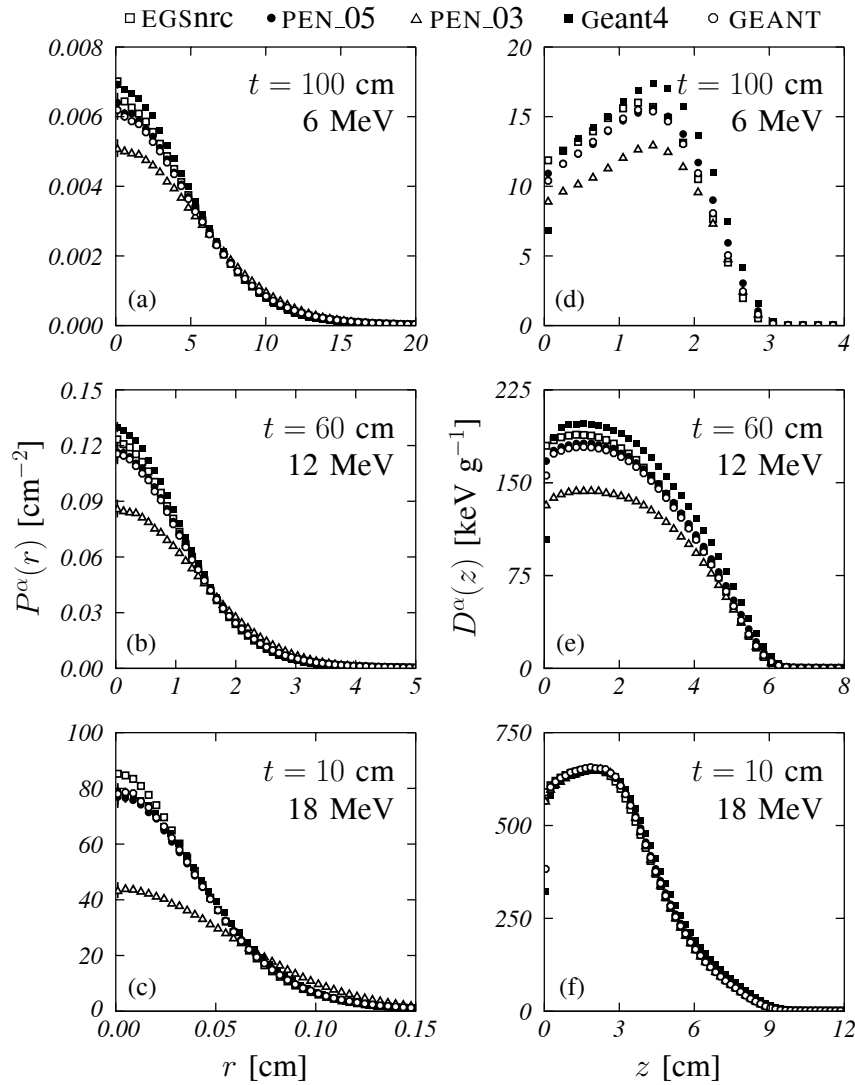 EGSnrc PEN_05 PEN_03 Geant4 GEANT
0.008
0.006
0.004
0.002
0.000
t = 100 cm
6 MeV
(a)
0 5 10 15 20
20
15
10
5
0
t = 100 cm
6 MeV
(d)
0 1 2 3 4
P^α(r) [cm⁻²]
0.15
0.12
0.09
0.06
0.03
0.00
t = 60 cm
12 MeV
(b)
0 1 2 3 4 5
D^α(z) [keV g⁻¹]
225
150
75
0
t = 60 cm
12 MeV
(e)
0 2 4 6 8
100
80
60
40
20
0
t = 10 cm
18 MeV
(c)
0.00 0.05 0.10 0.15
r [cm]
750
500
250
0
t = 10 cm
18 MeV
(f)
0 3 6 9 12
z [cm]